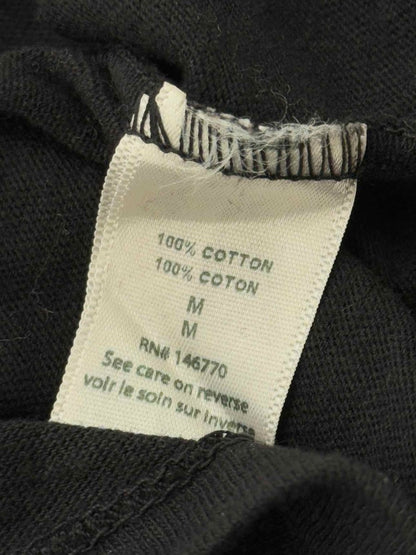 100% COTTON
100% COTON
M
M
RN# 146770
See care on reverse
voir le soin sur inverse